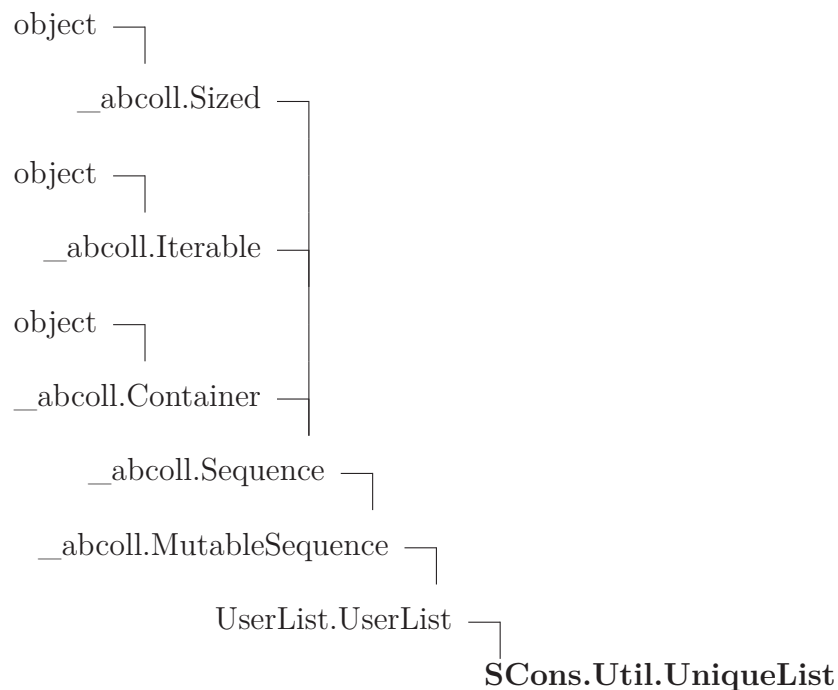 object
_abcoll.Sized
object
_abcoll.Iterable
object
_abcoll.Container
_abcoll.Sequence
_abcoll.MutableSequence
UserList.UserList
SCons.Util.UniqueList